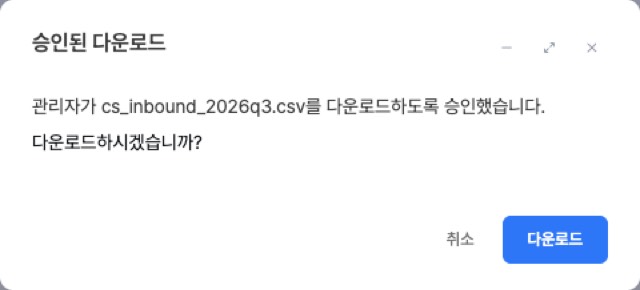 승인된 다운로드
관리자가 cs_inbound_2026q3.csv를 다운로드하도록 승인했습니다.
다운로드하시겠습니까?
취소
다운로드